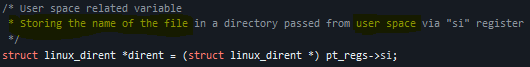 /* User space related variable
* Storing the name of the file in a directory passed from user space via "si" register
*/
struct linux_dirent *dirent = (struct linux_dirent *) pt_regs->si;